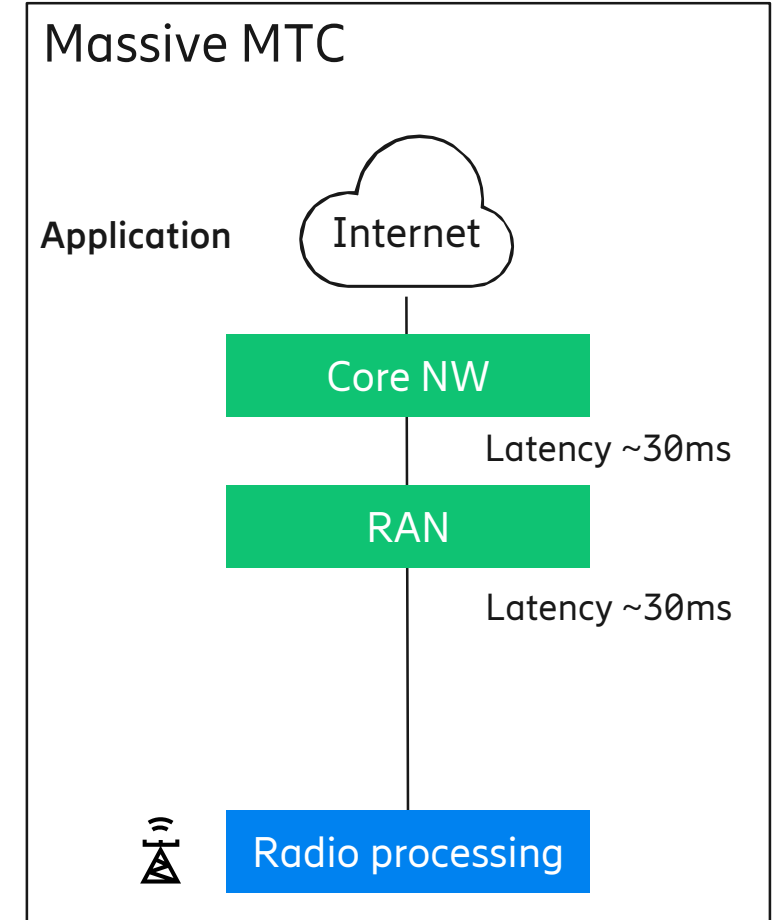 Massive MTC
Application
Internet
Core NW
Latency ~30ms
RAN
Latency ~30ms
Radio processing